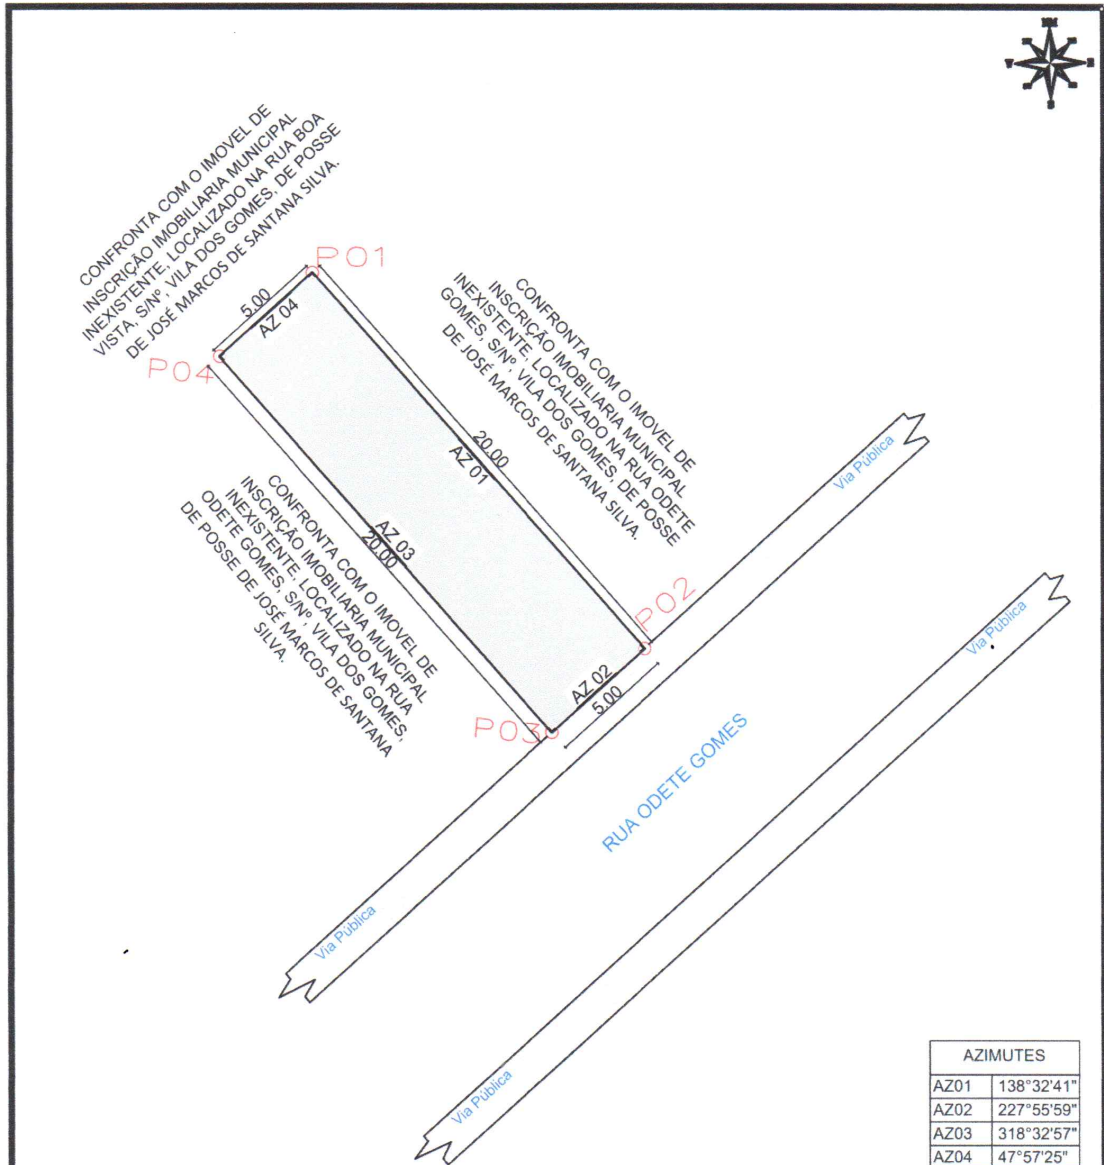 CONFRONTA COM O IMOVEL DE
INSCRIÇÃO IMOBILIARIA MUNICIPAL
INEXISTENTE, LOCALIZADO NA RUA BOA
VISTA, S/Nº, VILA DOS GOMES, DE POSSE
DE JOSÉ MARCOS DE SANTANA SILVA.
P01
5.00
AZ 04
P04
CONFRONTA COM O IMOVEL DE
INSCRIÇÃO IMOBILIARIA MUNICIPAL
INEXISTENTE, LOCALIZADO NA RUA ODETE
GOMES, S/Nº, VILA DOS GOMES, DE POSSE
DE JOSÉ MARCOS DE SANTANA SILVA.
20.00
AZ 01
Via Pública
CONFRONTA COM O IMOVEL DE
INSCRIÇÃO IMOBILIARIA MUNICIPAL
INEXISTENTE, LOCALIZADO NA RUA
ODETE GOMES, S/Nº, VILA DOS GOMES,
DE POSSE DE JOSÉ MARCOS DE SANTANA
SILVA.
AZ 03
20.00
P02
Via Pública
AZ 02
5.00
P03
RUA ODETE GOMES
Via Pública
Via Pública
AZIMUTES
AZ01 138°32'41"
AZ02 227°55'59"
AZ03 318°32'57"
AZ04 47°57'25"